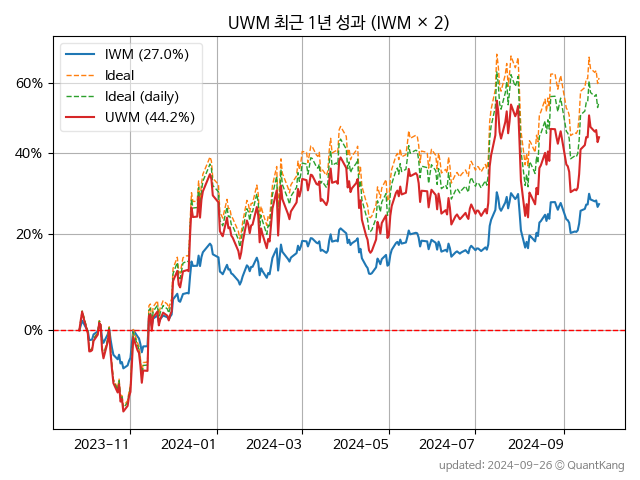 UWM 최근 1년 성과 (IWM × 2)
IWM (27.0%)
Ideal
Ideal (daily)
UWM (44.2%)
60%
40%
20%
0%
2023−11 2024−01 2024−03 2024−05 2024−07 2024−09
updated: 2024−09−26 © QuantKang